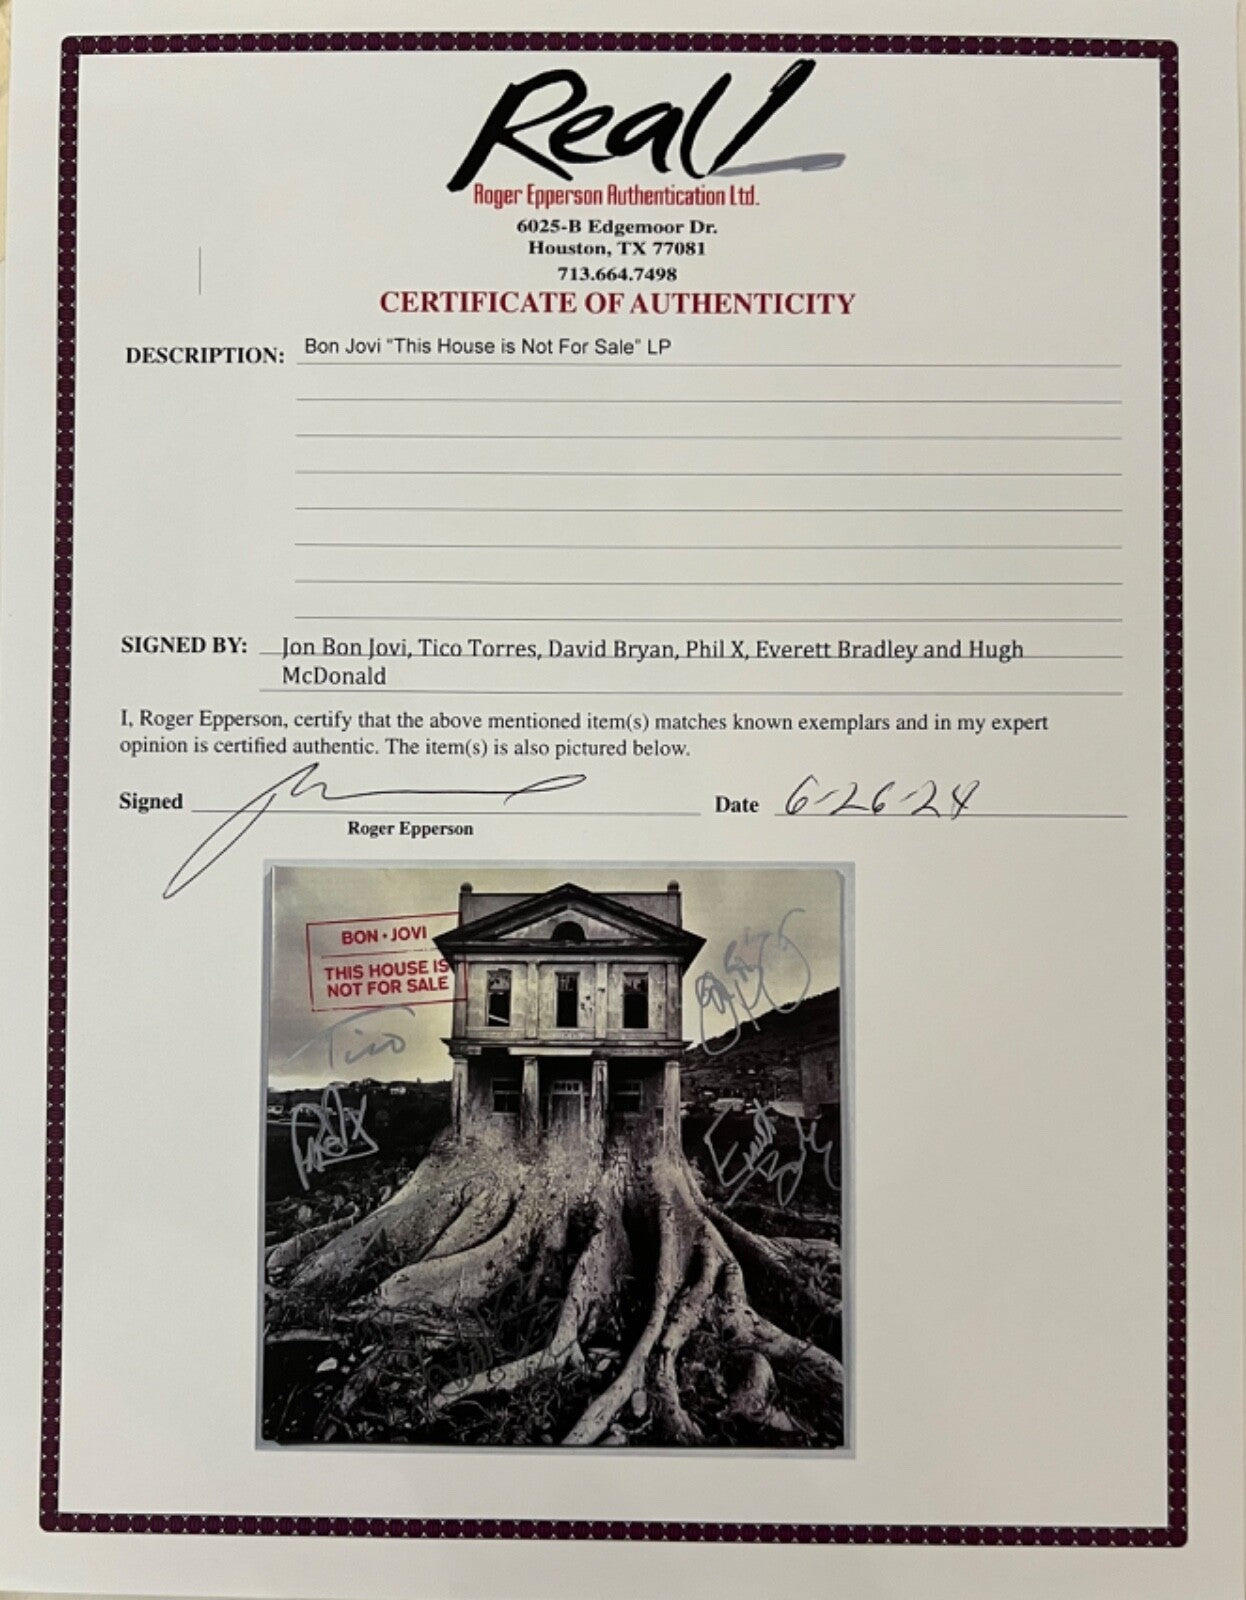 Real!
Roger Epperson Authentication Ltd.
6025-B Edgemoor Dr.
Houston, TX 77081
713.664.7498
CERTIFICATE OF AUTHENTICITY
DESCRIPTION: Bon Jovi "This House is Not For Sale" LP
SIGNED BY: Jon Bon Jovi, Tico Torres, David Bryan, Phil X, Everett Bradley and Hugh
McDonald
I, Roger Epperson, certify that the above mentioned item(s) matches known exemplars and in my expert
opinion is certified authentic. The item(s) is also pictured below.
Signed Date 6-26-24
Roger Epperson
BON • JOVI
THIS HOUSE IS
NOT FOR SALE
Tico